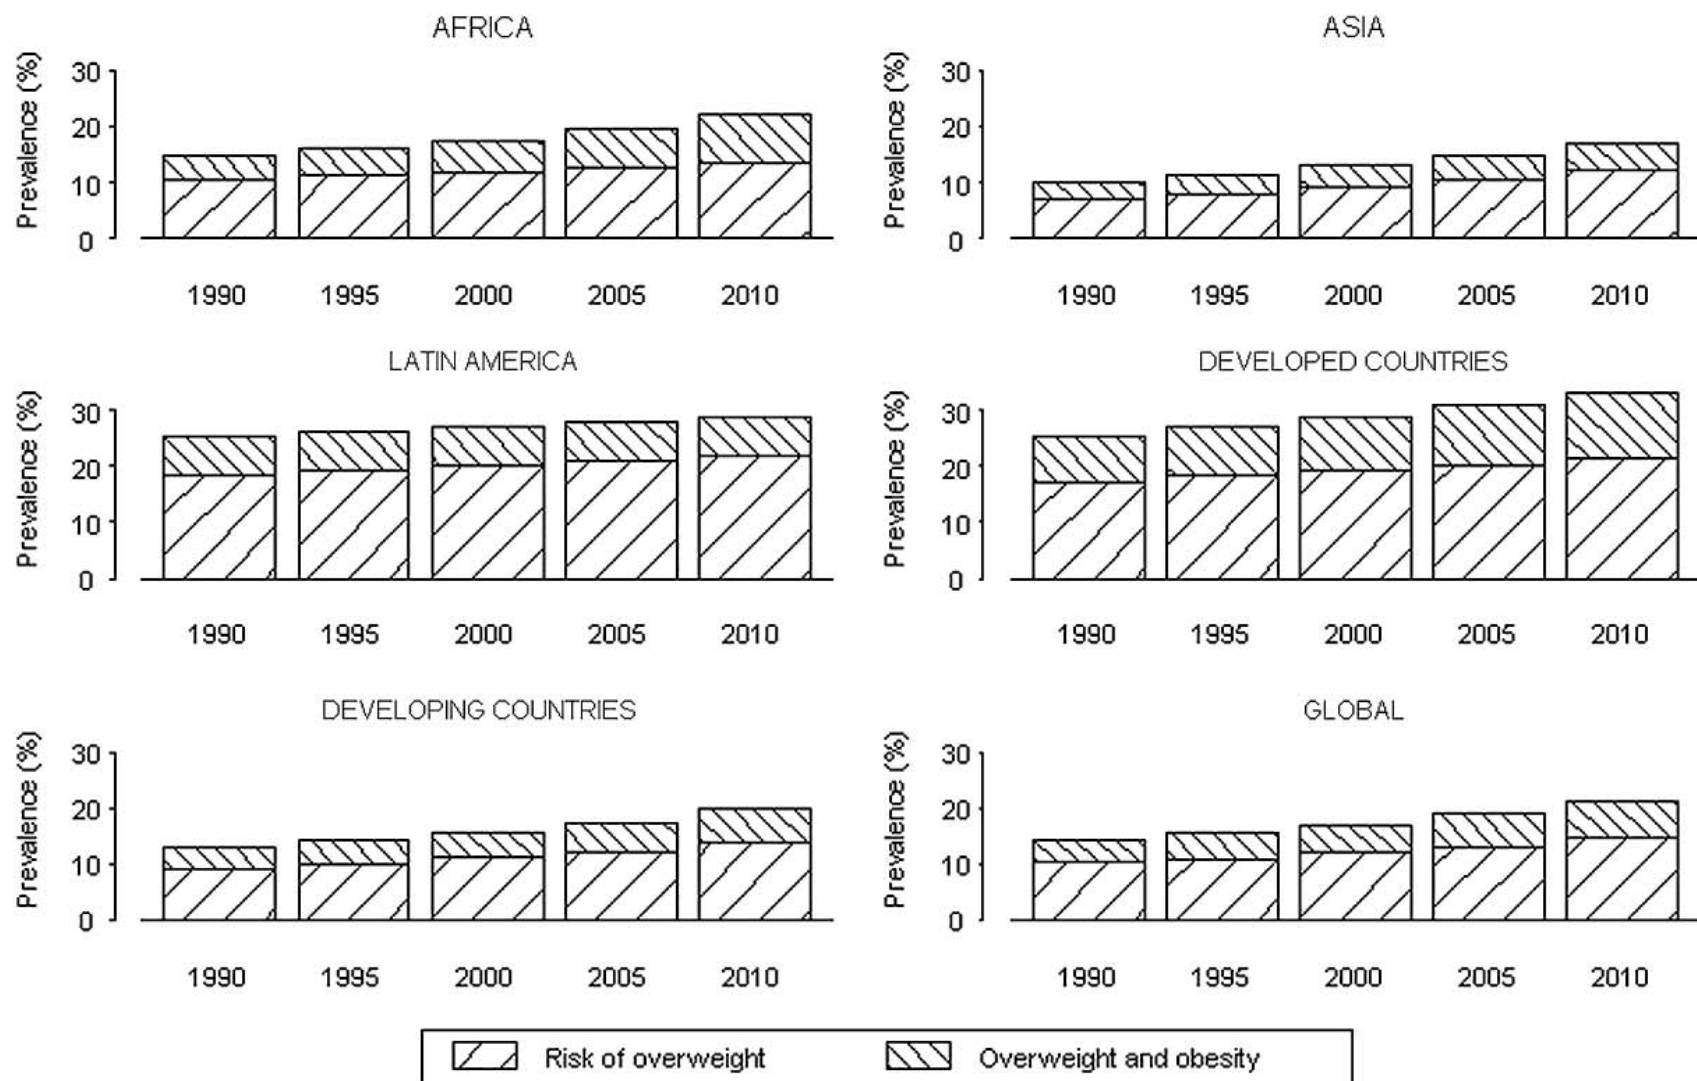 AFRICA
Prevalence (%)
30
20
10
0
1990 1995 2000 2005 2010
ASIA
Prevalence (%)
30
20
10
0
1990 1995 2000 2005 2010
LATIN AMERICA
Prevalence (%)
30
20
10
0
1990 1995 2000 2005 2010
DEVELOPED COUNTRIES
Prevalence (%)
30
20
10
0
1990 1995 2000 2005 2010
DEVELOPING COUNTRIES
Prevalence (%)
30
20
10
0
1990 1995 2000 2005 2010
GLOBAL
Prevalence (%)
30
20
10
0
1990 1995 2000 2005 2010
Risk of overweight
Overweight and obesity